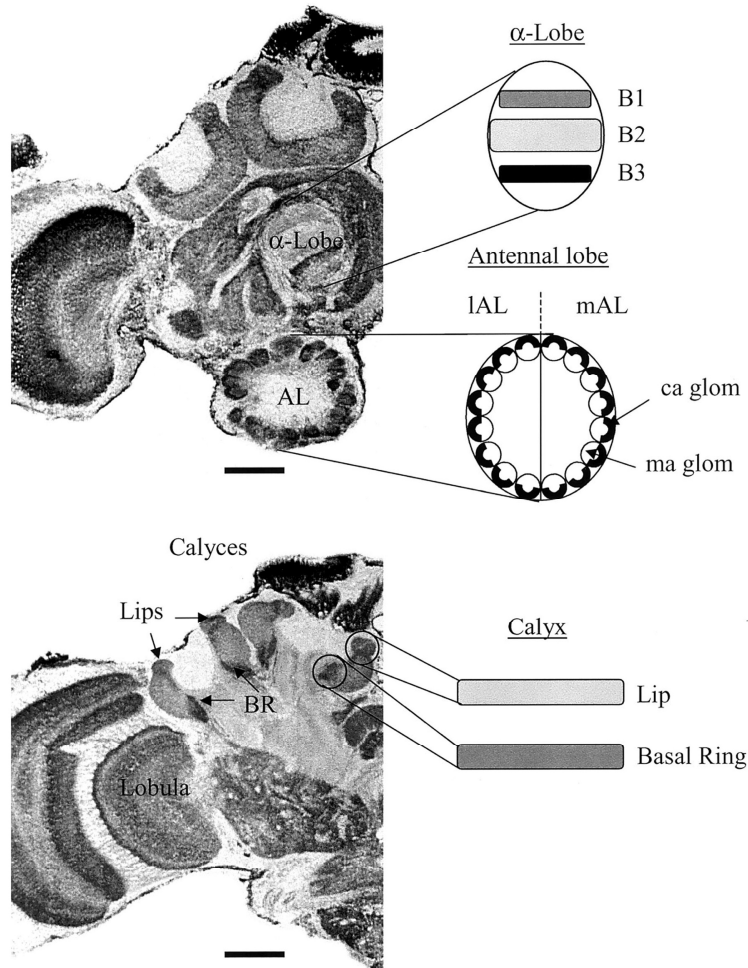 α-Lobe
B1
B2
B3
α-Lobe
Antennal lobe
lAL
mAL
AL
ca glom
ma glom
Calyces
Lips
Calyx
BR
Lip
Lobula
Basal Ring